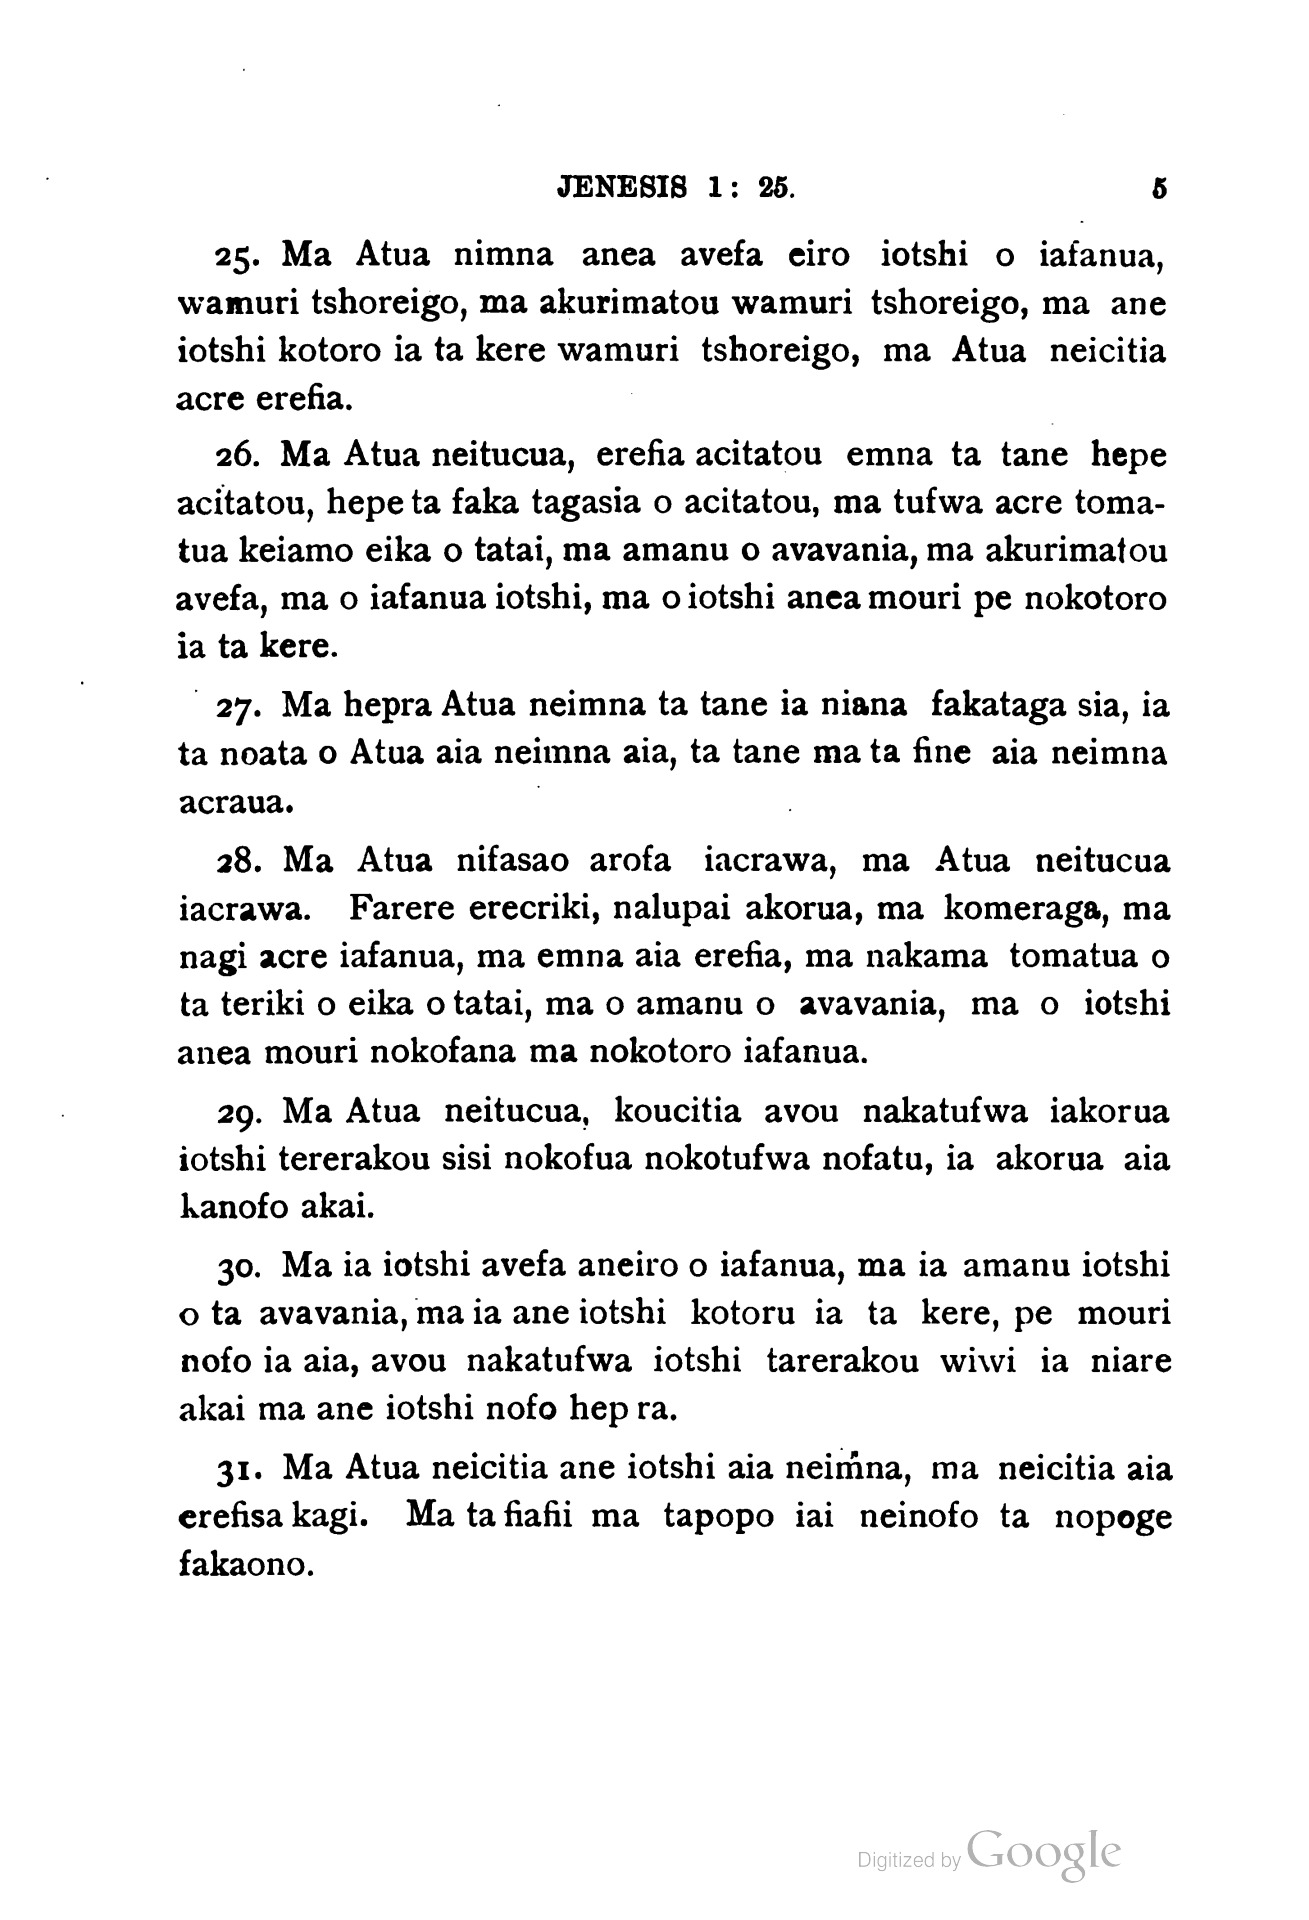 JENESIS 1: 25. 5
25. Ma Atua nimna anea avefa eiro iotshi o iafanua,
wamuri tshoreigo, ma akurimatou wamuri tshoreigo, ma ane
iotshi kotoro ia ta kere wamuri tshoreigo, ma Atua neicitia
acre erefia.
26. Ma Atua neitucua, erefia acitatou emna ta tane hepe
acitatou, hepe ta faka tagasia o acitatou, ma tufwa acre toma-
tua keiamo eika o tatai, ma amanu o avavania, ma akurimatou
avefa, ma o iafanua iotshi, ma o iotshi anea mouri pe nokotoro
ia ta kere.
27. Ma hepra Atua neimna ta tane ia niana fakataga sia, ia
ta noata o Atua aia neimna aia, ta tane ma ta fine aia neimna
acraua.
28. Ma Atua nifasao arofa iacrawa, ma Atua neitucua
iacrawa. Farere erecriki, nalupai akorua, ma komeraga, ma
nagi acre iafanua, ma emna aia erefia, ma nakama tomatua o
ta teriki o eika o tatai, ma o amanu o avavania, ma o iotshi
anea mouri nokofana ma nokotoro iafanua.
29. Ma Atua neitucua, koucitia avou nakatufwa iakorua
iotshi tererakou sisi nokofua nokotufwa nofatu, ia akorua aia
kanofo akai.
30. Ma ia iotshi avefa aneiro o iafanua, ma ia amanu iotshi
o ta avavania, ma ia ane iotshi kotoru ia ta kere, pe mouri
nofo ia aia, avou nakatufwa iotshi tarerakou wiwi ia niare
akai ma ane iotshi nofo hep ra.
31. Ma Atua neicitia ane iotshi aia neimna, ma neicitia aia
erefisa kagi. Ma ta fiafii ma tapopo iai neinofo ta nopoge
fakaono.
Digitized by Google